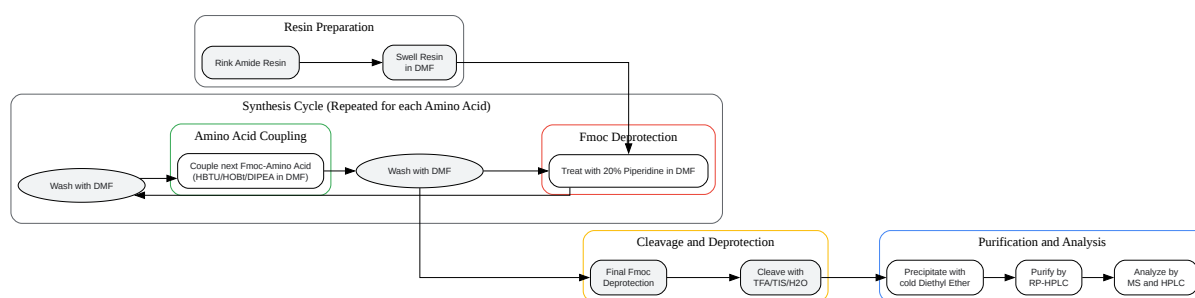 Resin Preparation
Rink Amide Resin
Swell Resin
in DMF
Synthesis Cycle (Repeated for each Amino Acid)
Amino Acid Coupling
Fmoc Deprotection
Wash with DMF
Couple next Fmoc-Amino Acid
(HBTU/HOBt/DIPEA in DMF)
Wash with DMF
Treat with 20% Piperidine in DMF
Cleavage and Deprotection
Final Fmoc
Deprotection
Cleave with
TFA/TIS/H2O
Purification and Analysis
Precipitate with
cold Diethyl Ether
Purify by
RP-HPLC
Analyze by
MS and HPLC